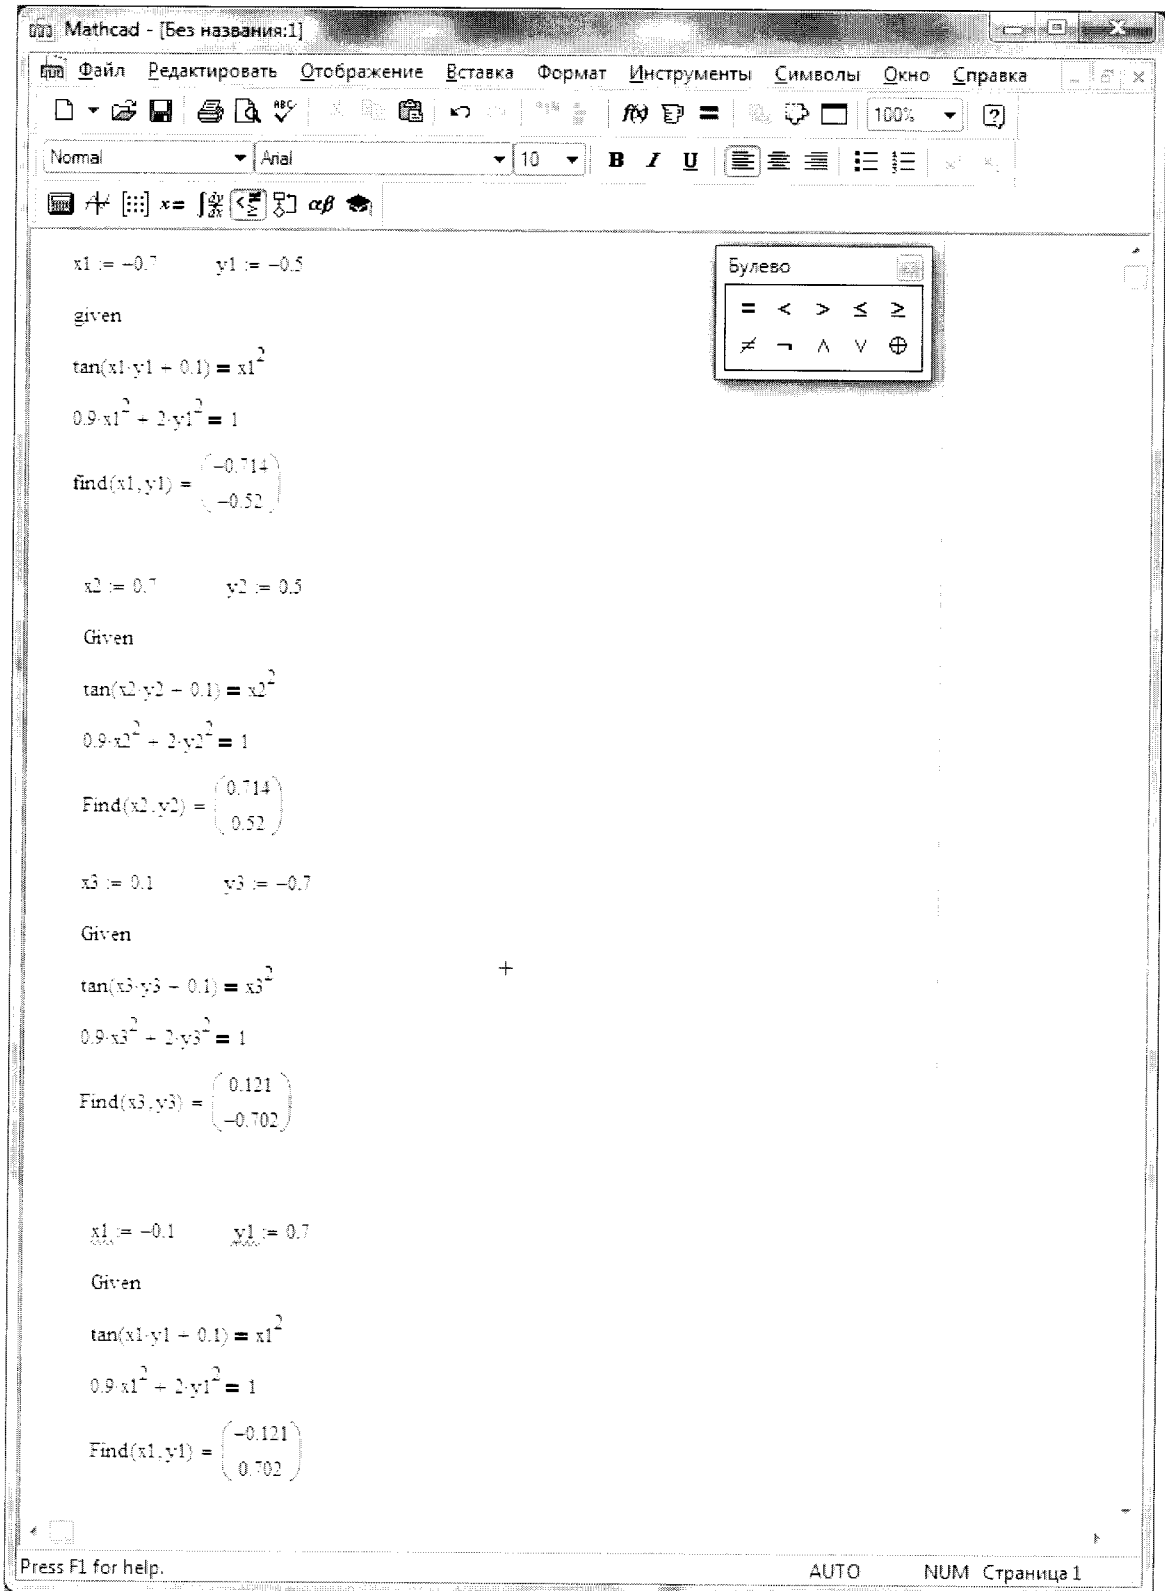 Mathcad - [Без названия:1]
Файл Редактировать Отображение Вставка Формат Инструменты Символы Окно Справка
100%
Normal Arial 10 B I U
x1 := −0.7 y1 := −0.5
Булево
= < > ≤ ≥
≠ ¬ ∧ ∨ ⊕
given
tan(x1·y1 + 0.1) = x1²
0.9·x1² + 2·y1² = 1
find(x1,y1) = (−0.714
−0.52)
x2 := 0.7 y2 := 0.5
Given
tan(x2·y2 + 0.1) = x2²
0.9·x2² + 2·y2² = 1
Find(x2,y2) = (0.714
0.52)
x3 := 0.1 y3 := −0.7
Given
tan(x3·y3 + 0.1) = x3²
0.9·x3² + 2·y3² = 1
Find(x3,y3) = (0.121
−0.702)
x1 := −0.1 y1 := 0.7
Given
tan(x1·y1 + 0.1) = x1²
0.9·x1² + 2·y1² = 1
Find(x1,y1) = (−0.121
0.702)
Press F1 for help. AUTO NUM Страница 1